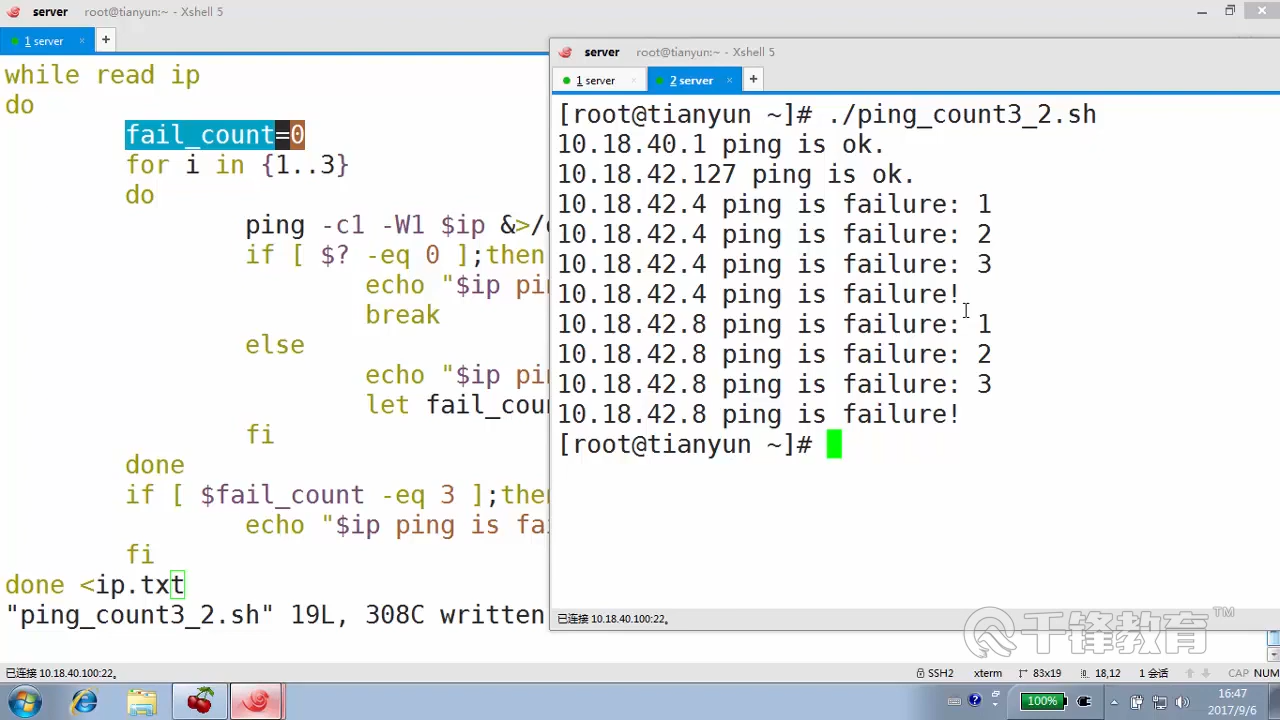 server root@tianyun:~ - Xshell 5
1 server × +
while read ip
do
fail_count=0
for i in {1..3}
do
ping -c1 -W1 $ip &>/
if [ $? -eq 0 ];then
echo "$ip pin
break
else
echo "$ip pin
let fail_coun
fi
done
if [ $fail_count -eq 3 ];then
echo "$ip ping is fai
fi
done <ip.txt
"ping_count3_2.sh" 19L, 308C written
server root@tianyun:~ - Xshell 5
1 server × 2 server × +
[root@tianyun ~]# ./ping_count3_2.sh
10.18.40.1 ping is ok.
10.18.42.127 ping is ok.
10.18.42.4 ping is failure: 1
10.18.42.4 ping is failure: 2
10.18.42.4 ping is failure: 3
10.18.42.4 ping is failure!
10.18.42.8 ping is failure: 1
10.18.42.8 ping is failure: 2
10.18.42.8 ping is failure: 3
10.18.42.8 ping is failure!
[root@tianyun ~]#
已连接 10.18.40.100:22。
千锋教育™
已连接 10.18.40.100:22。 SSH2 xterm 83x19 18,12 1 会话 CAP NUM
100% 16:47
2017/9/6